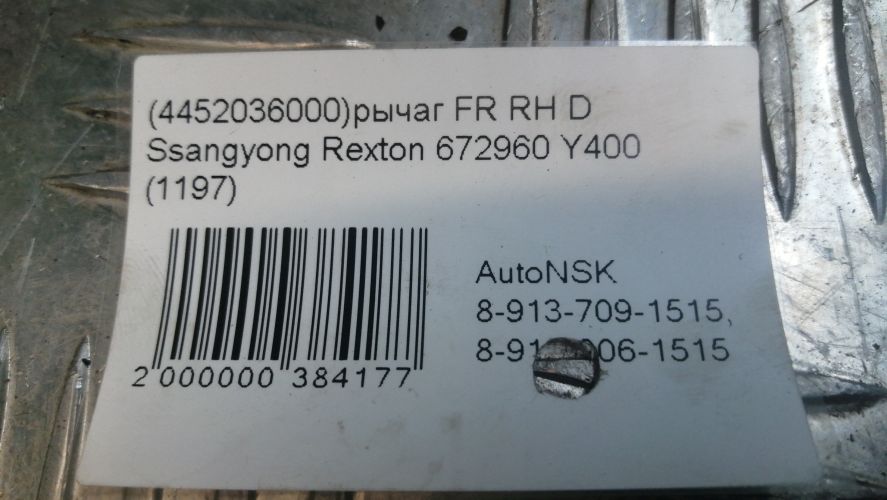 (4452036000)рычаг FR RH D
Ssangyong Rexton 672960 Y400
(1197)
AutoNSK
8-913-709-1515,
2 000000 384177